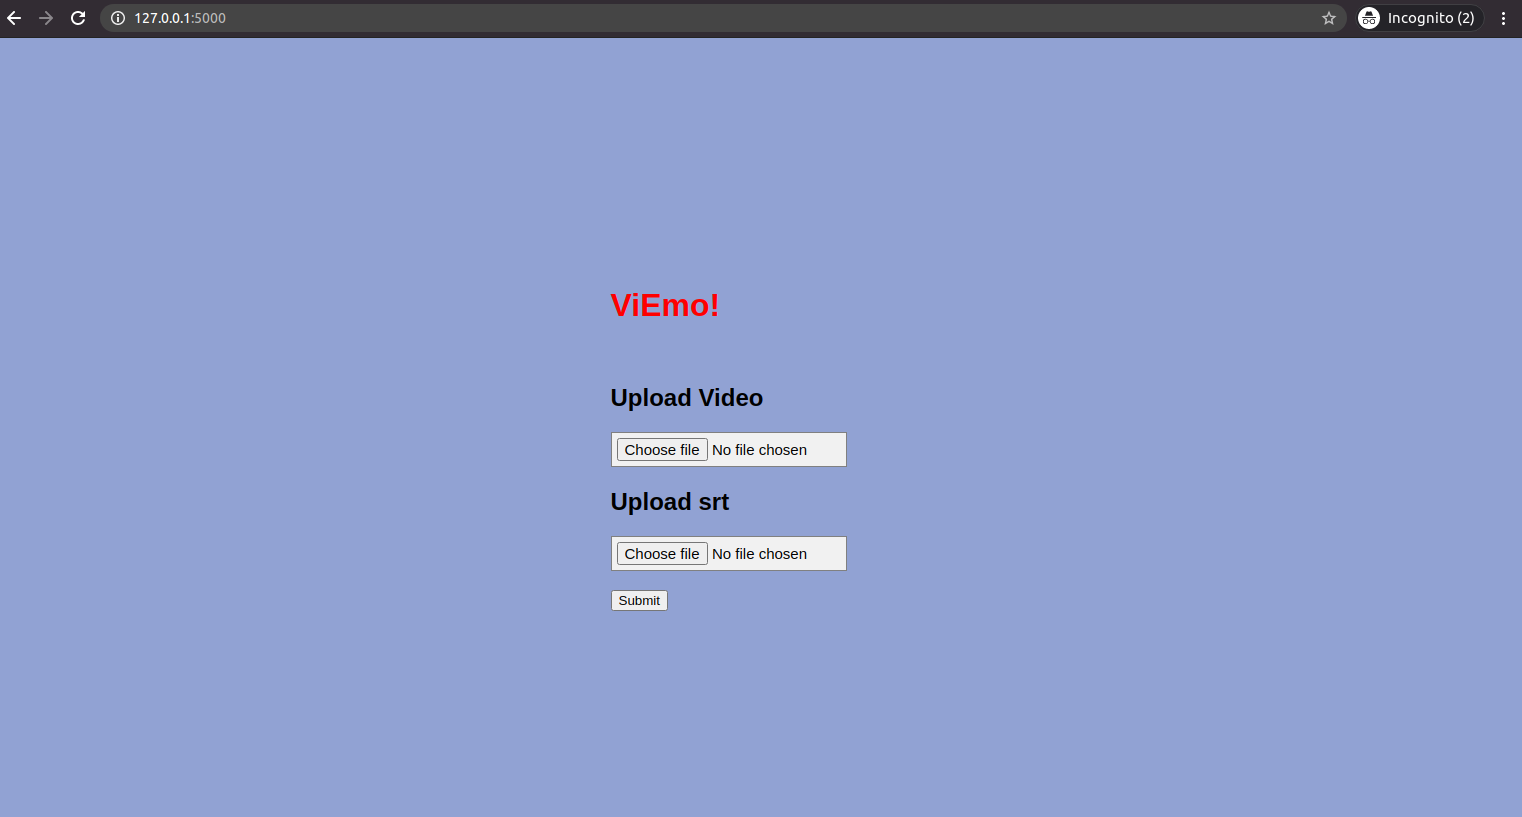 127.0.0.1:5000
Incognito (2)
ViEmo!
Upload Video
Choose file No file chosen
Upload srt
Choose file No file chosen
Submit